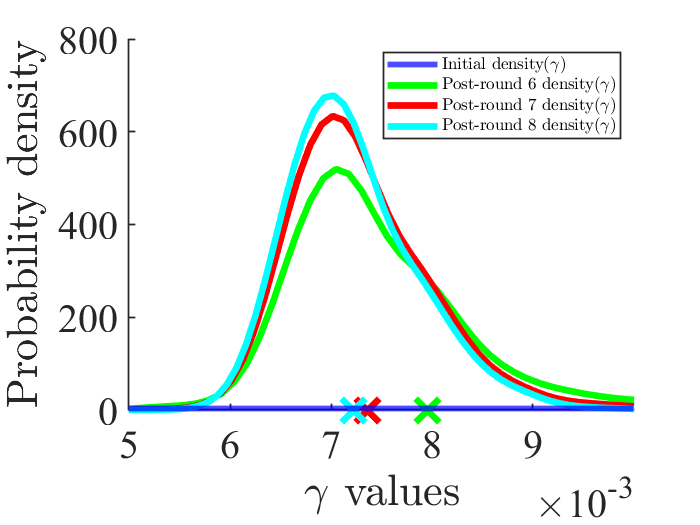 800
600
400
200
0
Probability density
Initial density(γ)
Post-round 6 density(γ)
Post-round 7 density(γ)
Post-round 8 density(γ)
5 6 7 8 9
γ values
×10-3